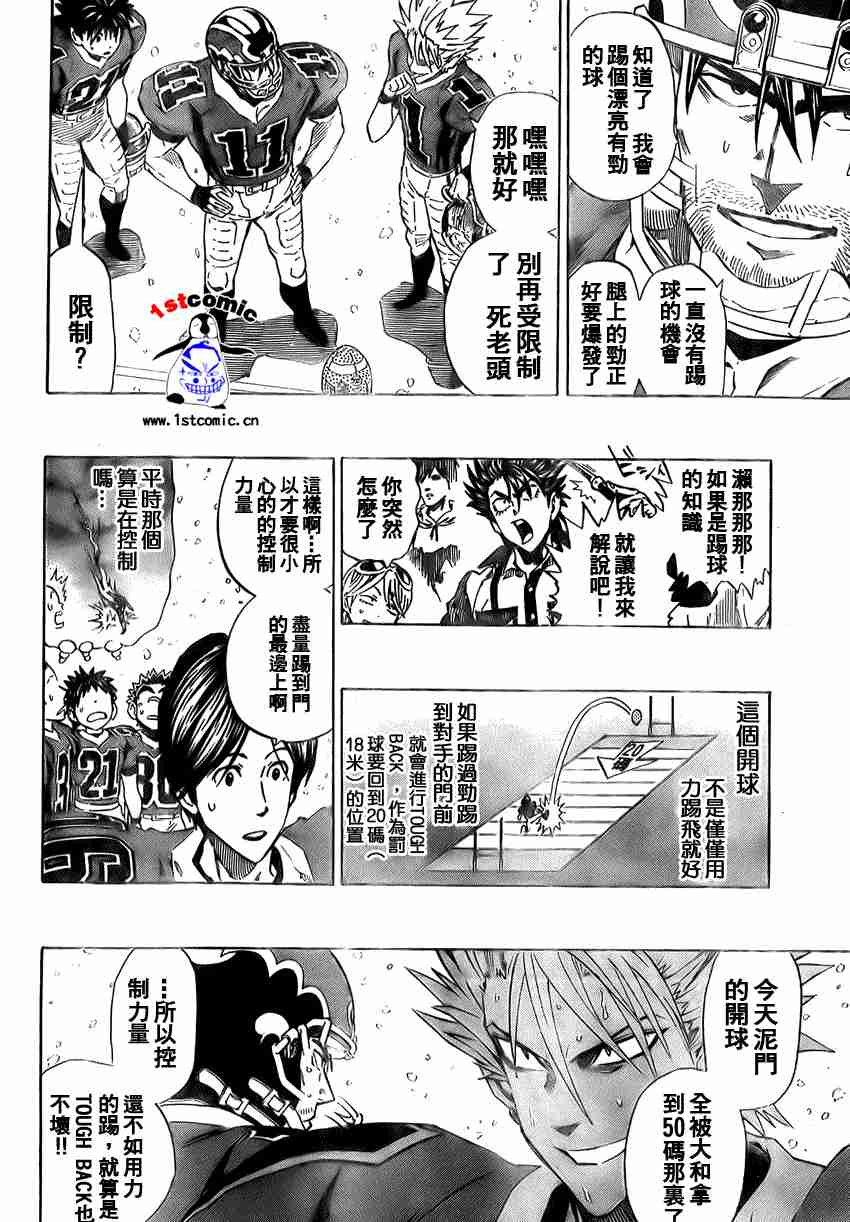 知道了 我會
踢個漂亮有勁
的球
一直沒有踢
球的機會
腿上的勁正
好要爆發了
嘿嘿嘿
那就好
別再受限制
了 死老頭
限制？
1stcomic
www.1stcomic.cn
瀨那那那！
如果是踢球
的知識
就讓我來
解說吧！
你突然
怎麼了
這個開球
不是僅僅用
力踢飛就好
20
如果踢過勁踢
到對手的門前
就會進行TOUCH
BACK，作為罰
球要回到20碼（
18米）的位置
這樣啊…所
以才要很小
心的的控制
力量
盡量踢到門
的最邊上啊
平時那個
算是在控制
嗎…
今天泥門
的開球
全被大和拿
到50碼那裏了
…所以控
制力量
還不如用力
的踢，就算是
TOUGH BACK也
不壞!!
11
1
21
21
80
11